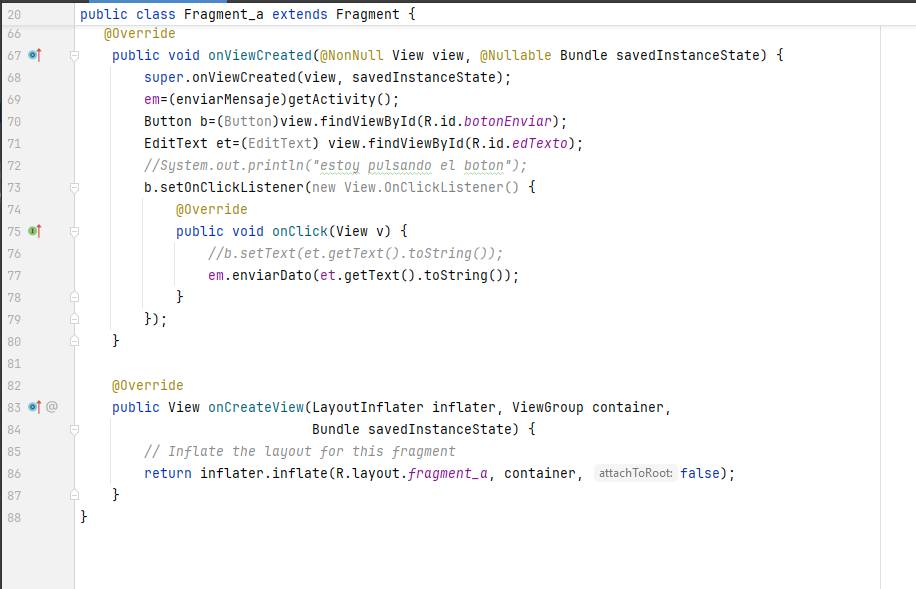 20 public class Fragment_a extends Fragment {
66 @Override
67 public void onViewCreated(@NonNull View view, @Nullable Bundle savedInstanceState) {
68 super.onViewCreated(view, savedInstanceState);
69 em=(enviarMensaje)getActivity();
70 Button b=(Button)view.findViewById(R.id.botonEnviar);
71 EditText et=(EditText) view.findViewById(R.id.edTexto);
72 //System.out.println("estoy pulsando el boton");
73 b.setOnClickListener(new View.OnClickListener() {
74 @Override
75 public void onClick(View v) {
76 //b.setText(et.getText().toString());
77 em.enviarDato(et.getText().toString());
78 }
79 });
80 }
81
82 @Override
83 @ public View onCreateView(LayoutInflater inflater, ViewGroup container,
84 Bundle savedInstanceState) {
85 // Inflate the layout for this fragment
86 return inflater.inflate(R.layout.fragment_a, container, attachToRoot: false);
87 }
88 }